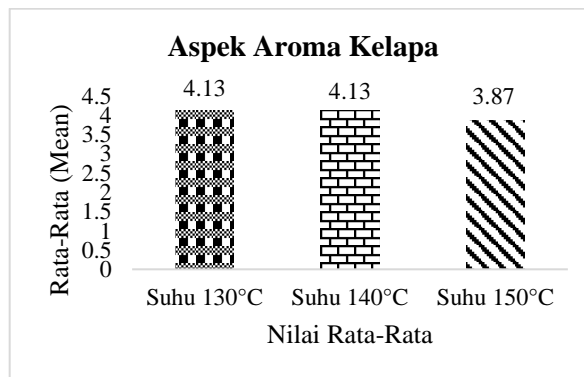 Aspek Aroma Kelapa
4.13 4.13 3.87
Rata-Rata (Mean)
4.5
4
3.5
3
2.5
2
1.5
1
0.5
0
Suhu 130°C Suhu 140°C Suhu 150°C
Nilai Rata-Rata